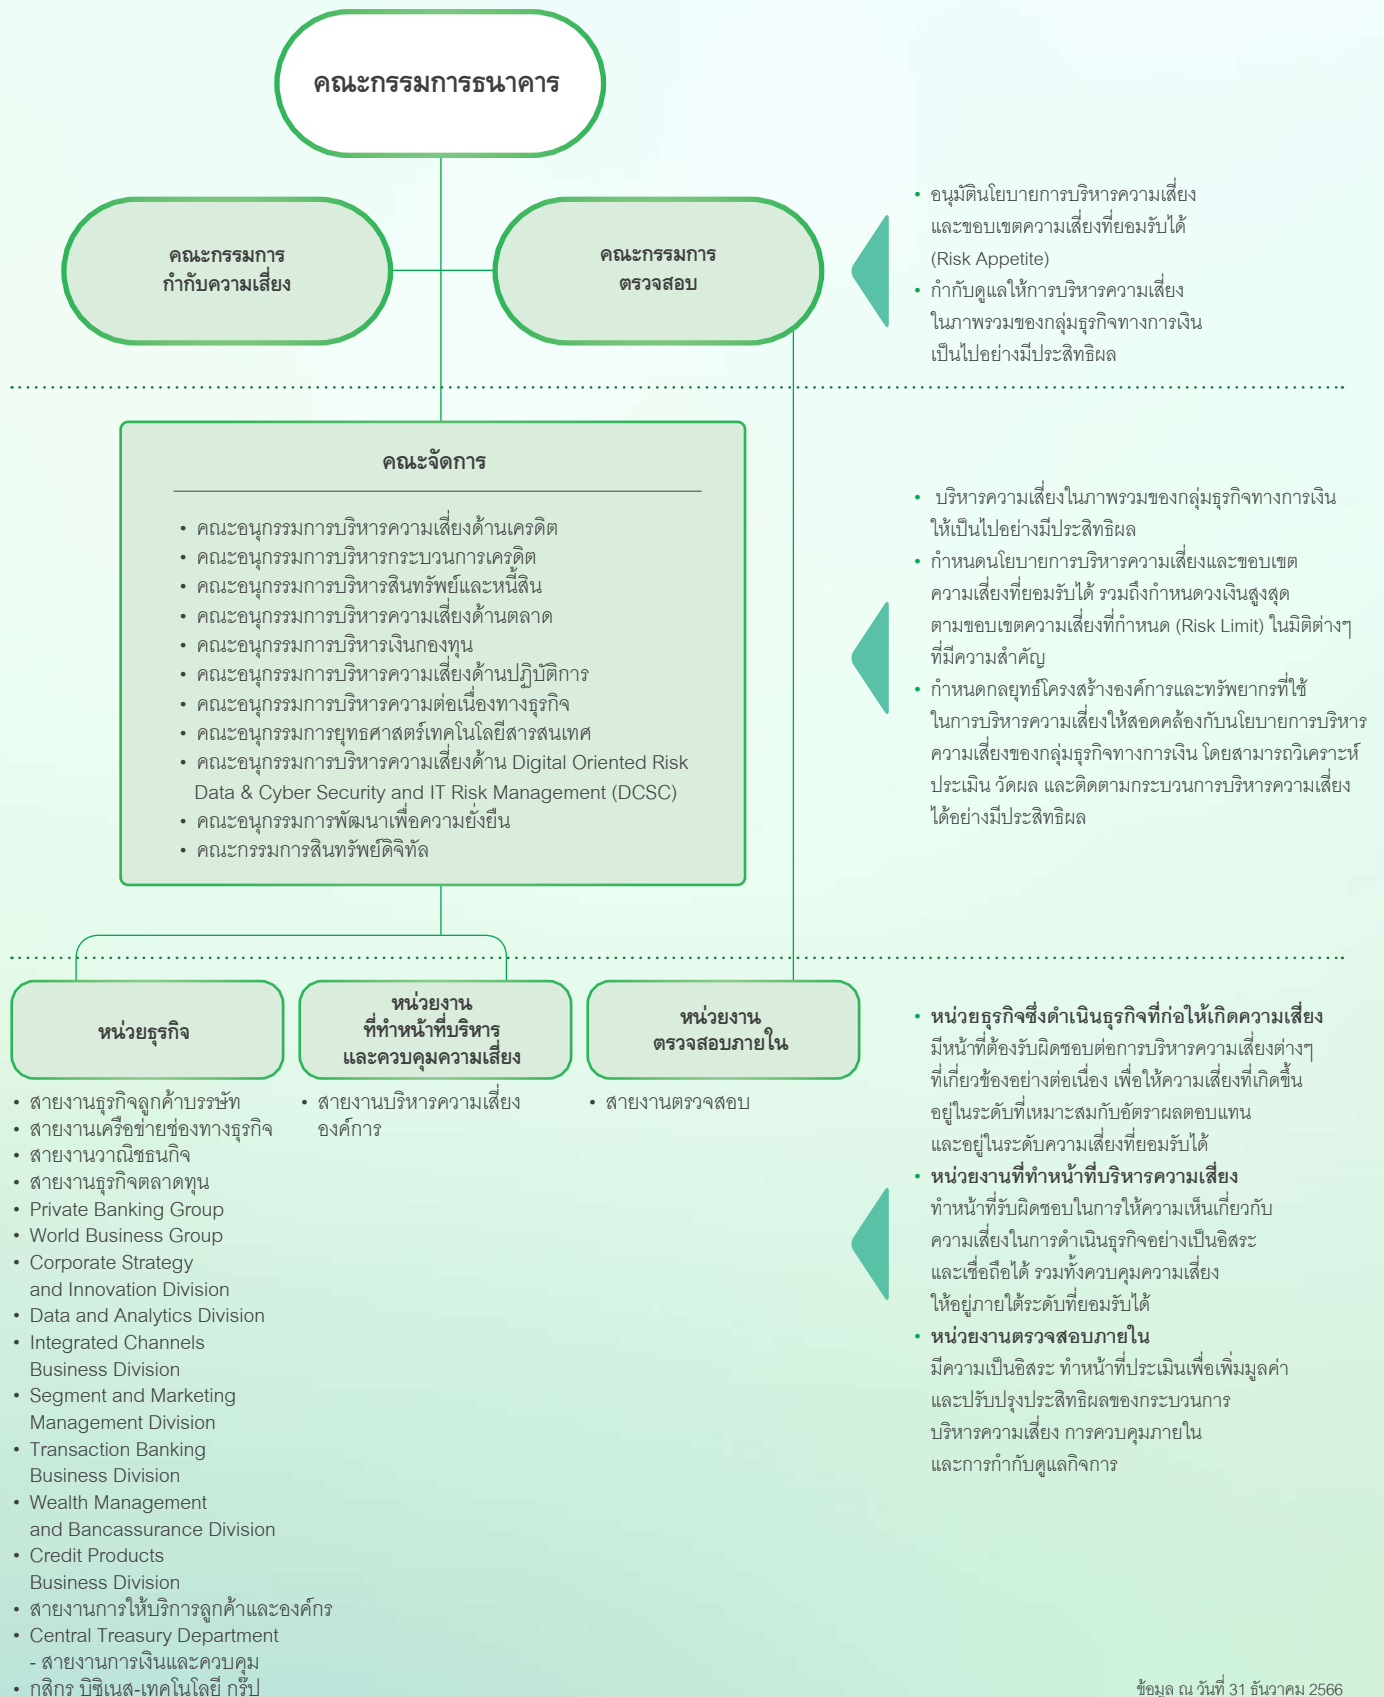 คณะกรรมการธนาคาร
คณะกรรมการ
กำกับความเสี่ยง
คณะกรรมการ
ตรวจสอบ
• อนุมัตินโยบายการบริหารความเสี่ยง
และขอบเขตความเสี่ยงที่ยอมรับได้
(Risk Appetite)
• กำกับดูแลให้การบริหารความเสี่ยง
ในภาพรวมของกลุ่มธุรกิจทางการเงิน
เป็นไปอย่างมีประสิทธิผล
คณะจัดการ
• คณะอนุกรรมการบริหารความเสี่ยงด้านเครดิต
• คณะอนุกรรมการบริหารกระบวนการเครดิต
• คณะอนุกรรมการบริหารสินทรัพย์และหนี้สิน
• คณะอนุกรรมการบริหารความเสี่ยงด้านตลาด
• คณะอนุกรรมการบริหารเงินกองทุน
• คณะอนุกรรมการบริหารความเสี่ยงด้านปฏิบัติการ
• คณะอนุกรรมการบริหารความต่อเนื่องทางธุรกิจ
• คณะอนุกรรมการยุทธศาสตร์เทคโนโลยีสารสนเทศ
• คณะอนุกรรมการบริหารความเสี่ยงด้าน Digital Oriented Risk
Data & Cyber Security and IT Risk Management (DCSC)
• คณะอนุกรรมการพัฒนาเพื่อความยั่งยืน
• คณะกรรมการสินทรัพย์ดิจิทัล
• บริหารความเสี่ยงในภาพรวมของกลุ่มธุรกิจทางการเงิน
ให้เป็นไปอย่างมีประสิทธิผล
• กำหนดนโยบายการบริหารความเสี่ยงและขอบเขต
ความเสี่ยงที่ยอมรับได้ รวมถึงกำหนดวงเงินสูงสุด
ตามขอบเขตความเสี่ยงที่กำหนด (Risk Limit) ในมิติต่างๆ
ที่มีความสำคัญ
• กำหนดกลยุทธ์โครงสร้างองค์การและทรัพยากรที่ใช้
ในการบริหารความเสี่ยงให้สอดคล้องกับนโยบายการบริหาร
ความเสี่ยงของกลุ่มธุรกิจทางการเงิน โดยสามารถวิเคราะห์
ประเมิน วัดผล และติดตามกระบวนการบริหารความเสี่ยง
ได้อย่างมีประสิทธิผล
หน่วยธุรกิจ
• สายงานธุรกิจลูกค้าบรรษัท
• สายงานเครือข่ายช่องทางธุรกิจ
• สายงานวาณิชธนกิจ
• สายงานธุรกิจตลาดทุน
• Private Banking Group
• World Business Group
• Corporate Strategy
and Innovation Division
• Data and Analytics Division
• Integrated Channels
Business Division
• Segment and Marketing
Management Division
• Transaction Banking
Business Division
• Wealth Management
and Bancassurance Division
• Credit Products
Business Division
• สายงานการให้บริการลูกค้าและองค์กร
• Central Treasury Department
- สายงานการเงินและควบคุม
• กสิกร บิซิเนส-เทคโนโลยี กรุ๊ป
หน่วยงาน
ที่ทำหน้าที่บริหาร
และควบคุมความเสี่ยง
• สายงานบริหารความเสี่ยง
องค์การ
หน่วยงาน
ตรวจสอบภายใน
• สายงานตรวจสอบ
• หน่วยธุรกิจซึ่งดำเนินธุรกิจที่ก่อให้เกิดความเสี่ยง
มีหน้าที่ต้องรับผิดชอบต่อการบริหารความเสี่ยงต่างๆ
ที่เกี่ยวข้องอย่างต่อเนื่อง เพื่อให้ความเสี่ยงที่เกิดขึ้น
อยู่ในระดับที่เหมาะสมกับอัตราผลตอบแทน
และอยู่ในระดับความเสี่ยงที่ยอมรับได้
• หน่วยงานที่ทำหน้าที่บริหารความเสี่ยง
ทำหน้าที่รับผิดชอบในการให้ความเห็นเกี่ยวกับ
ความเสี่ยงในการดำเนินธุรกิจอย่างเป็นอิสระ
และเชื่อถือได้ รวมทั้งควบคุมความเสี่ยง
ให้อยู่ภายใต้ระดับที่ยอมรับได้
• หน่วยงานตรวจสอบภายใน
มีความเป็นอิสระ ทำหน้าที่ประเมินเพื่อเพิ่มมูลค่า
และปรับปรุงประสิทธิผลของกระบวนการ
บริหารความเสี่ยง การควบคุมภายใน
และการกำกับดูแลกิจการ
ข้อมูล ณ วันที่ 31 ธันวาคม 2566